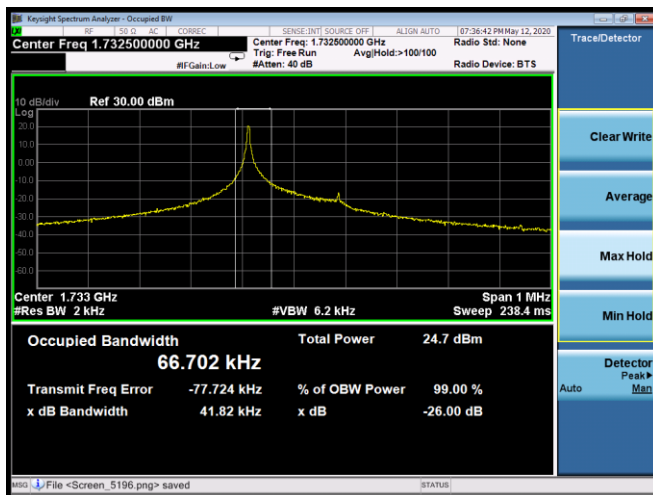 Keysight Spectrum Analyzer - Occupied BW
RF 50 Ω AC CORREC SENSE:INT SOURCE OFF ALIGN AUTO 07:36:42 PM May 12, 2020
Center Freq 1.732500000 GHz
Center Freq: 1.732500000 GHz
Radio Std: None
Trig: Free Run Avg|Hold:>100/100
#IFGain:Low #Atten: 40 dB Radio Device: BTS
10 dB/div Ref 30.00 dBm
Log
20.0
10.0
0.00
-10.0
-20.0
-30.0
-40.0
-50.0
-60.0
Center 1.733 GHz Span 1 MHz
#Res BW 2 kHz #VBW 6.2 kHz Sweep 238.4 ms
Occupied Bandwidth Total Power 24.7 dBm
66.702 kHz
Transmit Freq Error -77.724 kHz % of OBW Power 99.00 %
x dB Bandwidth 41.82 kHz x dB -26.00 dB
MSG File <Screen_5196.png> saved STATUS
Trace/Detector
Clear Write
Average
Max Hold
Min Hold
Detector
Peak▶
Auto Man